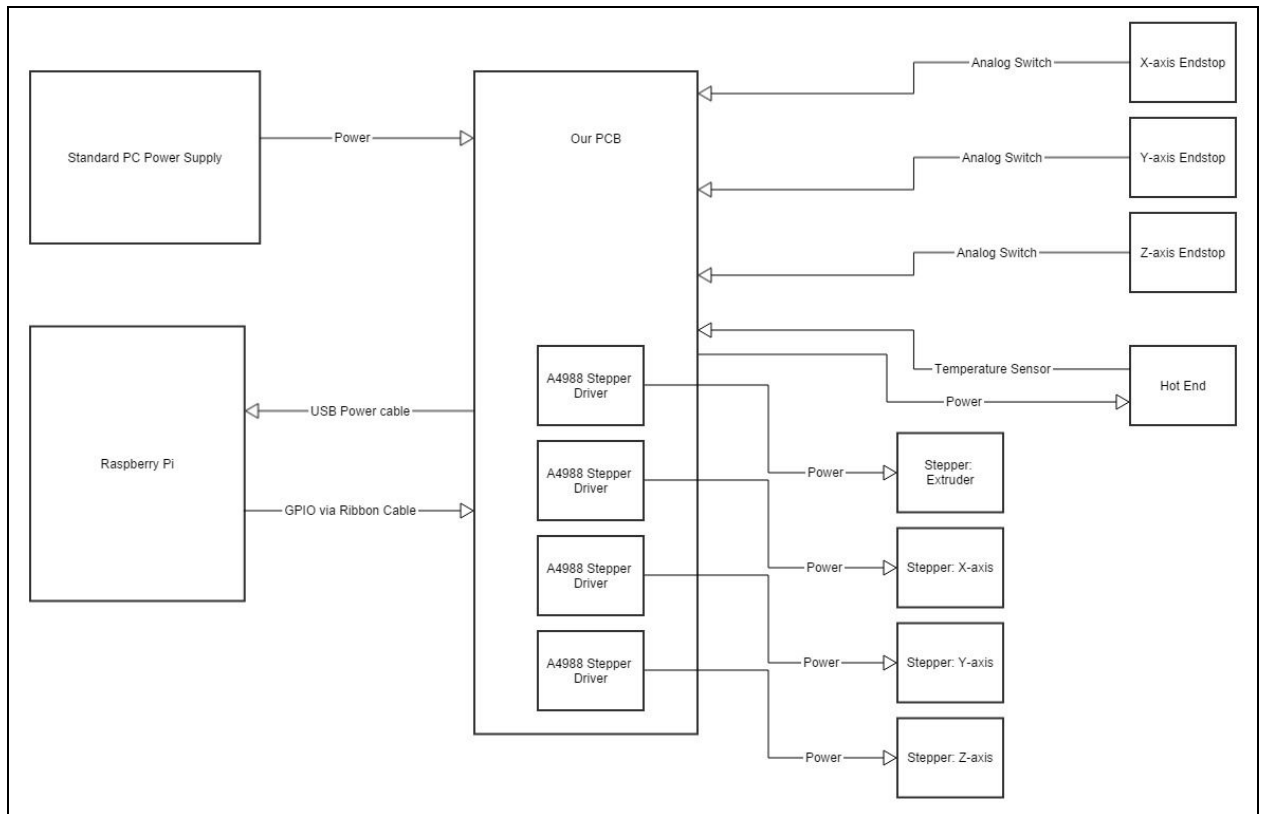 Standard PC Power Supply
Power
Our PCB
Analog Switch
X-axis Endstop
Analog Switch
Y-axis Endstop
Analog Switch
Z-axis Endstop
Temperature Sensor
Power
Hot End
Raspberry Pi
USB Power cable
GPIO via Ribbon Cable
A4988 Stepper
Driver
Power
Stepper:
Extruder
A4988 Stepper
Driver
Power
Stepper: X-axis
A4988 Stepper
Driver
Power
Stepper: Y-axis
A4988 Stepper
Driver
Power
Stepper: Z-axis